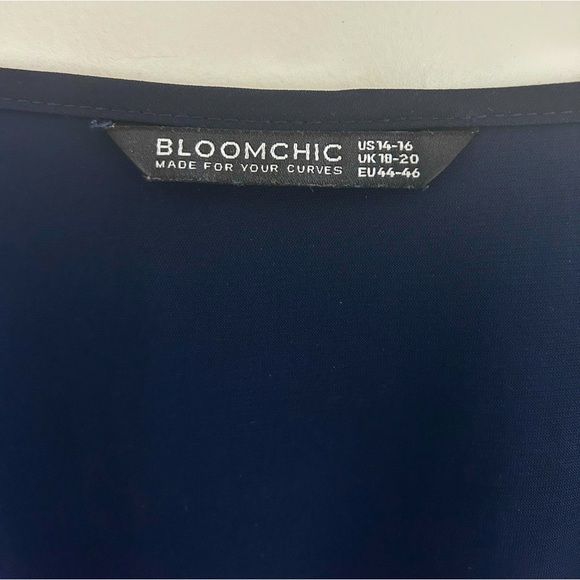 BLOOMCHIC
MADE FOR YOUR CURVES
US14-16
UK18-20
EU44-46